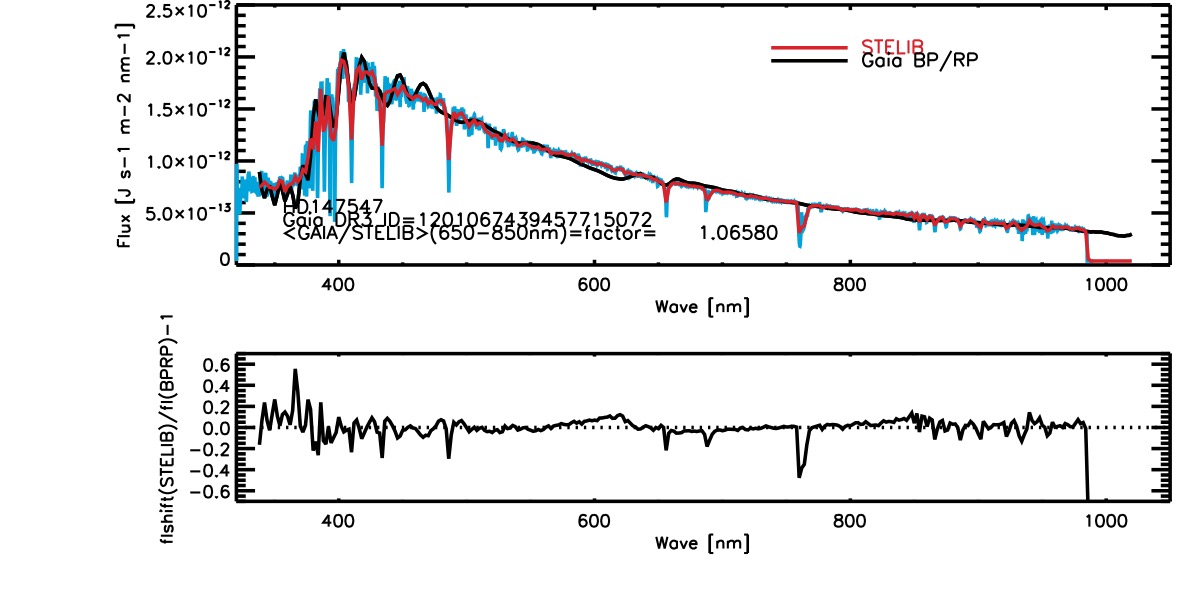 2.5×10−12
2.0×10−12
1.5×10−12
1.0×10−12
5.0×10−13
0
Flux [J s−1 m−2 nm−1]
STELIB
Gaia BP/RP
HD147547
Gaia DR3 ID=1201067439457715072
<GAIA/STELIB>(650−850nm)=factor= 1.06580
400 600 800 1000
Wave [nm]
0.6
0.4
0.2
0.0
−0.2
−0.4
−0.6
flshift(STELIB)/fl(BPRP)−1
400 600 800 1000
Wave [nm]